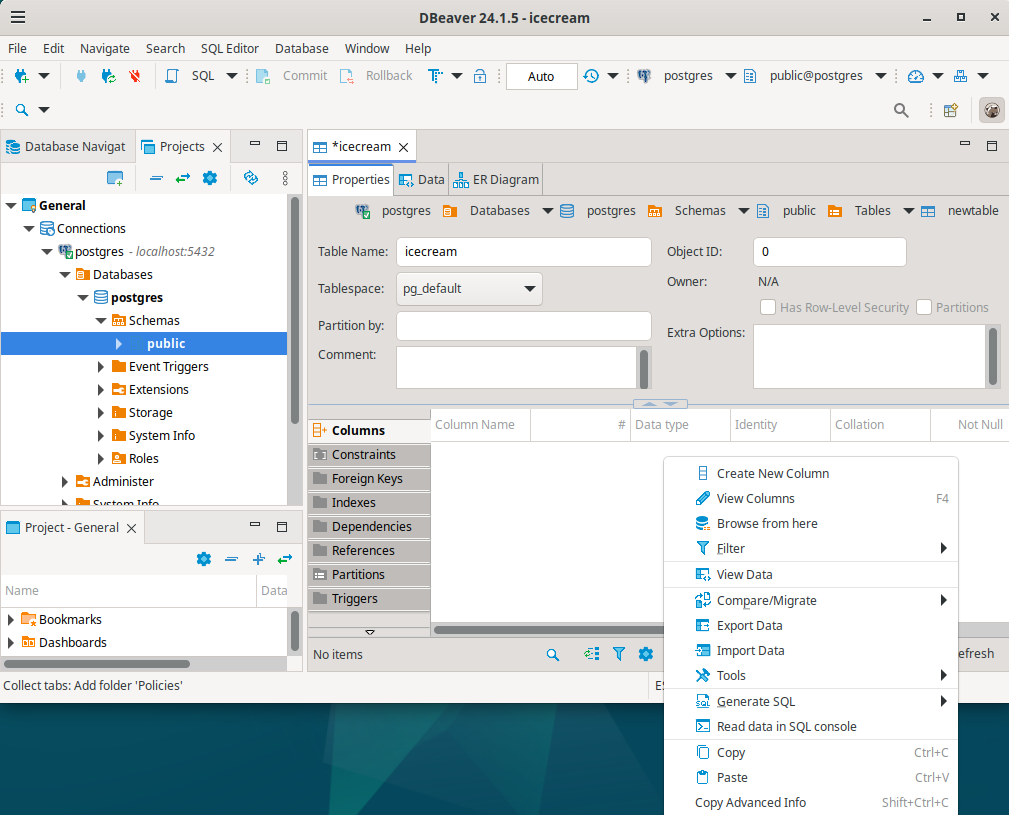 DBeaver 24.1.5 - icecream
File Edit Navigate Search SQL Editor Database Window Help
SQL Commit Rollback Auto postgres public@postgres
Database Navigat Projects
*icecream
Properties Data ER Diagram
postgres Databases postgres Schemas public Tables newtable
General
Connections
postgres - localhost:5432
Databases
postgres
Schemas
public
Event Triggers
Extensions
Storage
System Info
Roles
Administer
System Info
Table Name: icecream
Object ID: 0
Tablespace: pg_default
Owner: N/A
Has Row-Level Security Partitions
Partition by:
Extra Options:
Comment:
Columns
Constraints
Foreign Keys
Indexes
Dependencies
References
Partitions
Triggers
Column Name # Data type Identity Collation Not Null
Create New Column
View Columns F4
Browse from here
Filter
View Data
Compare/Migrate
Export Data
Import Data
Tools
Generate SQL
Read data in SQL console
Copy Ctrl+C
Paste Ctrl+V
Copy Advanced Info Shift+Ctrl+C
Project - General
Name Data
Bookmarks
Dashboards
No items
efresh
Collect tabs: Add folder 'Policies'